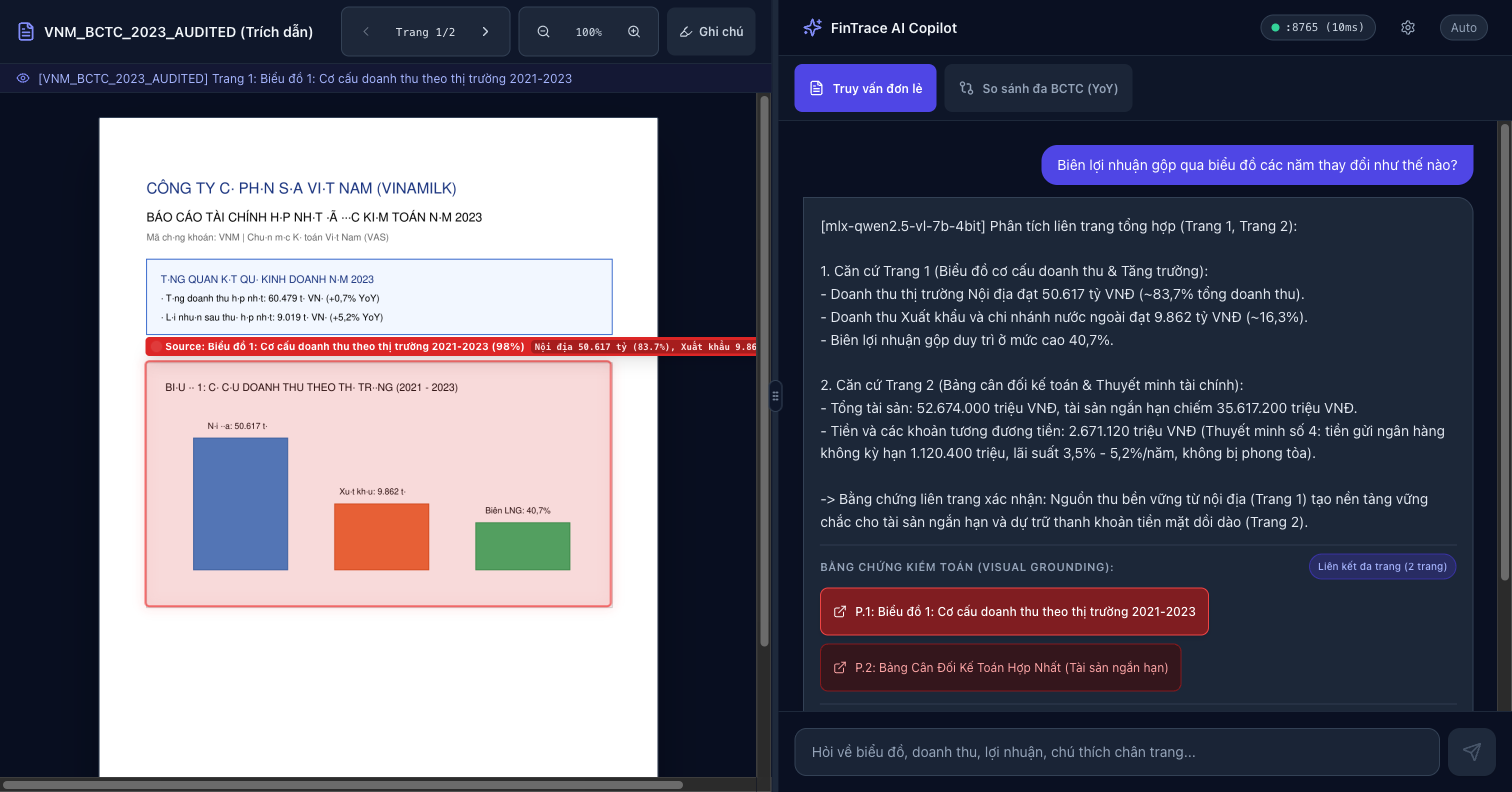 VNM_BCTC_2023_AUDITED (Trích dẫn)
Trang 1/2
100%
Ghi chú
[VNM_BCTC_2023_AUDITED] Trang 1: Biểu đồ 1: Cơ cấu doanh thu theo thị trường 2021-2023
CÔNG TY C· PH·N S·A VI·T NAM (VINAMILK)
BÁO CÁO TÀI CHÍNH H·P NH·T ·Ã ···C KI·M TOÁN N·M 2023
Mã ch·ng khoán: VNM | Chu·n m·c K· toán Vi·t Nam (VAS)
T·NG QUAN K·T QU· KINH DOANH N·M 2023
· T·ng doanh thu h·p nh·t: 60.479 t· VN· (+0,7% YoY)
· L·i nhu·n sau thu· h·p nh·t: 9.019 t· VN· (+5,2% YoY)
Source: Biểu đồ 1: Cơ cấu doanh thu theo thị trường 2021-2023 (98%) Nội địa 50.617 tỷ (83.7%), Xuất khẩu 9.86
BI·U ·· 1: C· C·U DOANH THU THEO TH· TR··NG (2021 - 2023)
N·i ··a: 50.617 t·
Xu·t kh·u: 9.862 t·
Biên LNG: 40,7%
FinTrace AI Copilot
:8765 (10ms)
Auto
Truy vấn đơn lẻ
So sánh đa BCTC (YoY)
Biên lợi nhuận gộp qua biểu đồ các năm thay đổi như thế nào?
[mlx-qwen2.5-vl-7b-4bit] Phân tích liên trang tổng hợp (Trang 1, Trang 2):
1. Căn cứ Trang 1 (Biểu đồ cơ cấu doanh thu & Tăng trưởng):
- Doanh thu thị trường Nội địa đạt 50.617 tỷ VNĐ (~83,7% tổng doanh thu).
- Doanh thu Xuất khẩu và chi nhánh nước ngoài đạt 9.862 tỷ VNĐ (~16,3%).
- Biên lợi nhuận gộp duy trì ở mức cao 40,7%.
2. Căn cứ Trang 2 (Bảng cân đối kế toán & Thuyết minh tài chính):
- Tổng tài sản: 52.674.000 triệu VNĐ, tài sản ngắn hạn chiếm 35.617.200 triệu VNĐ.
- Tiền và các khoản tương đương tiền: 2.671.120 triệu VNĐ (Thuyết minh số 4: tiền gửi ngân hàng
không kỳ hạn 1.120.400 triệu, lãi suất 3,5% - 5,2%/năm, không bị phong tỏa).
-> Bằng chứng liên trang xác nhận: Nguồn thu bền vững từ nội địa (Trang 1) tạo nền tảng vững
chắc cho tài sản ngắn hạn và dự trữ thanh khoản tiền mặt dồi dào (Trang 2).
BẰNG CHỨNG KIỂM TOÁN (VISUAL GROUNDING):
Liên kết đa trang (2 trang)
P.1: Biểu đồ 1: Cơ cấu doanh thu theo thị trường 2021-2023
P.2: Bảng Cân Đối Kế Toán Hợp Nhất (Tài sản ngắn hạn)
Hỏi về biểu đồ, doanh thu, lợi nhuận, chú thích chân trang...